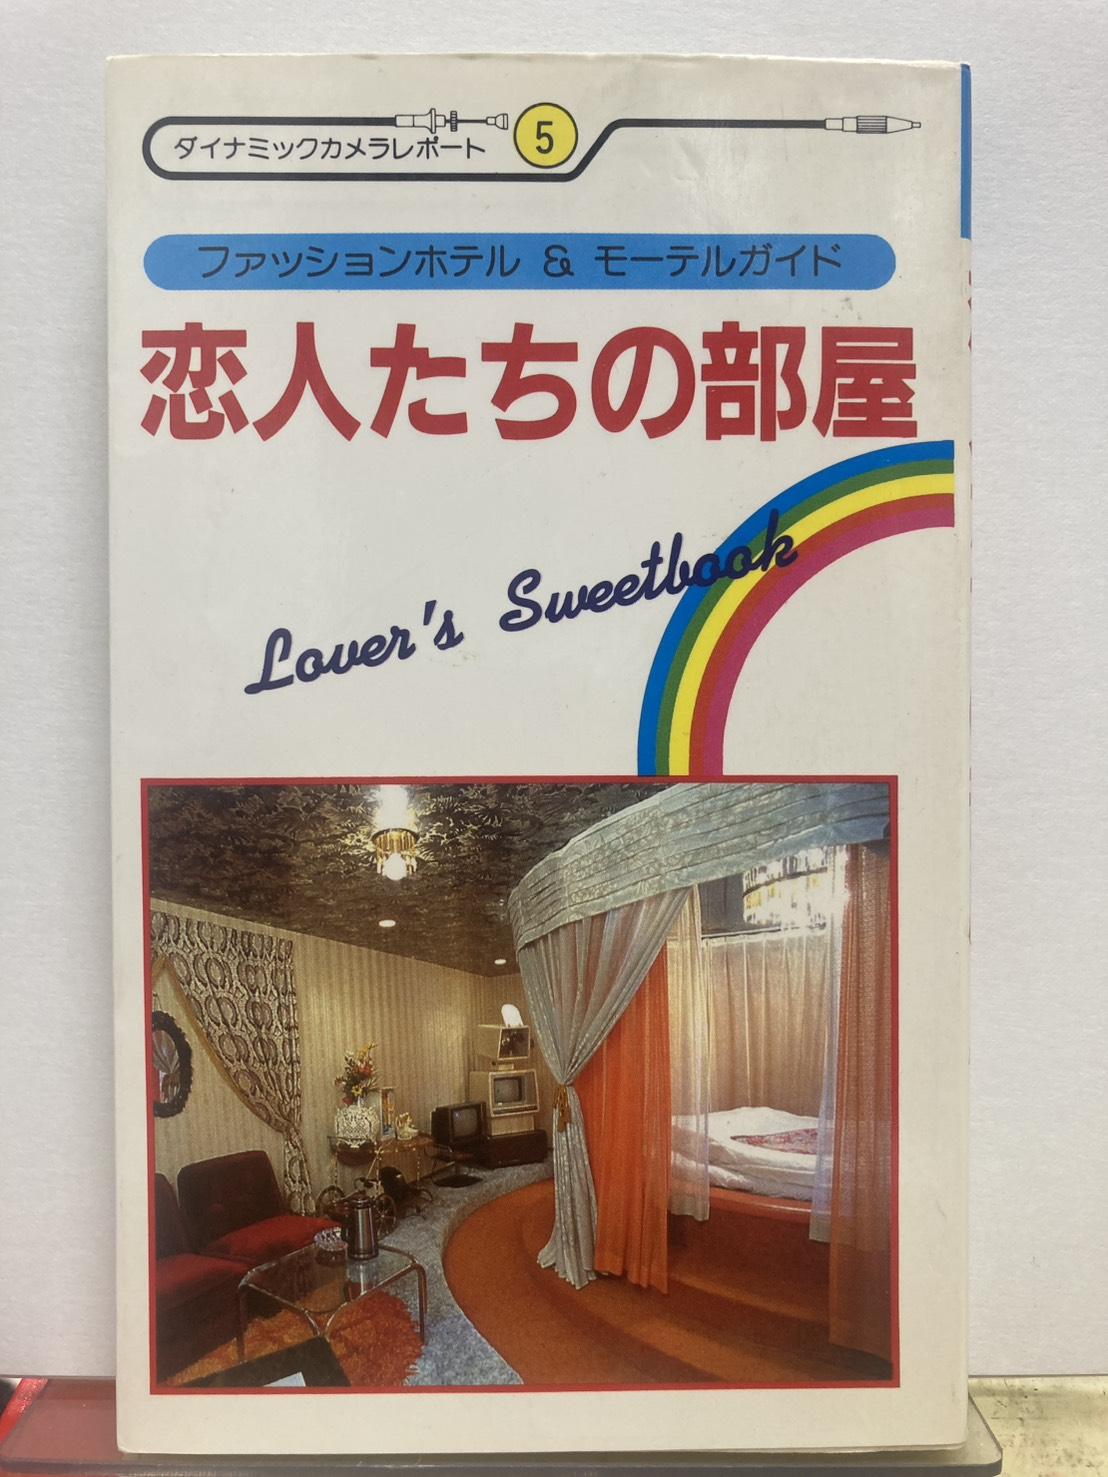 ダイナミックカメラレポート 5
ファッションホテル & モーテルガイド
恋人たちの部屋
Lover's Sweetbook